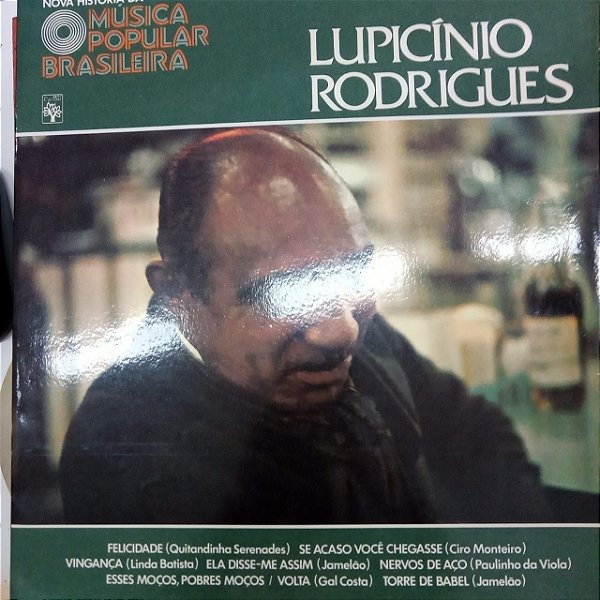 NOVA HISTÓRIA DA
MÚSICA
POPULAR
BRASILEIRA
LUPICÍNIO
RODRIGUES
FELICIDADE (Quitandinha Serenades) SE ACASO VOCÊ CHEGASSE (Ciro Monteiro)
VINGANÇA (Linda Batista) ELA DISSE-ME ASSIM (Jamelão) NERVOS DE AÇO (Paulinho da Viola)
ESSES MOÇOS, POBRES MOÇOS / VOLTA (Gal Costa) TORRE DE BABEL (Jamelão)